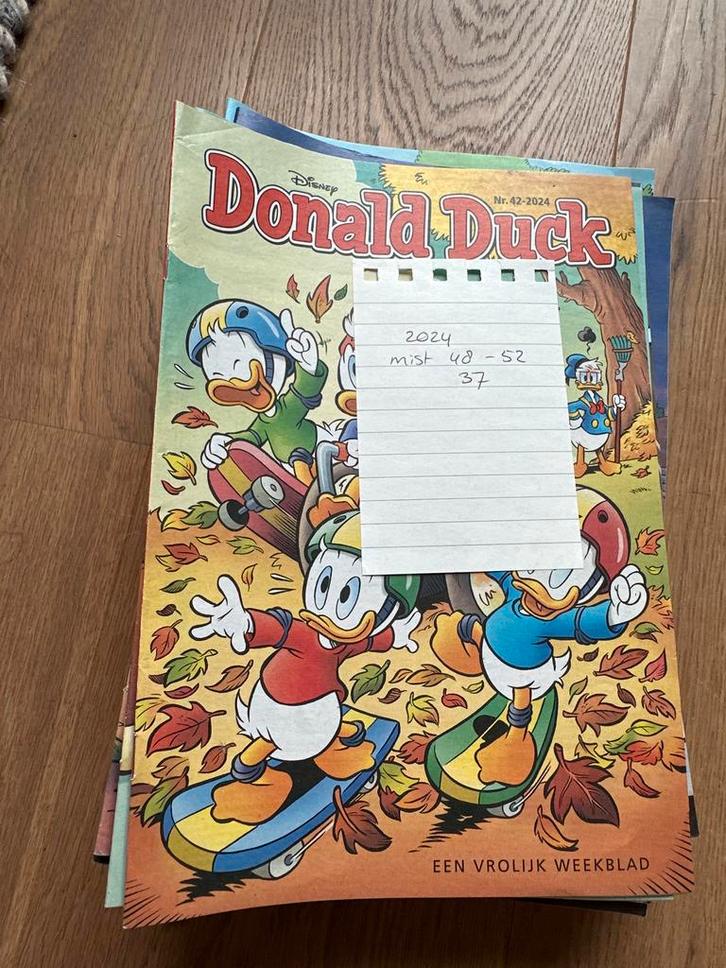 Disney
Nr. 42-2024
Donald Duck
2024
mist 48 - 52
37
EEN VROLIJK WEEKBLAD